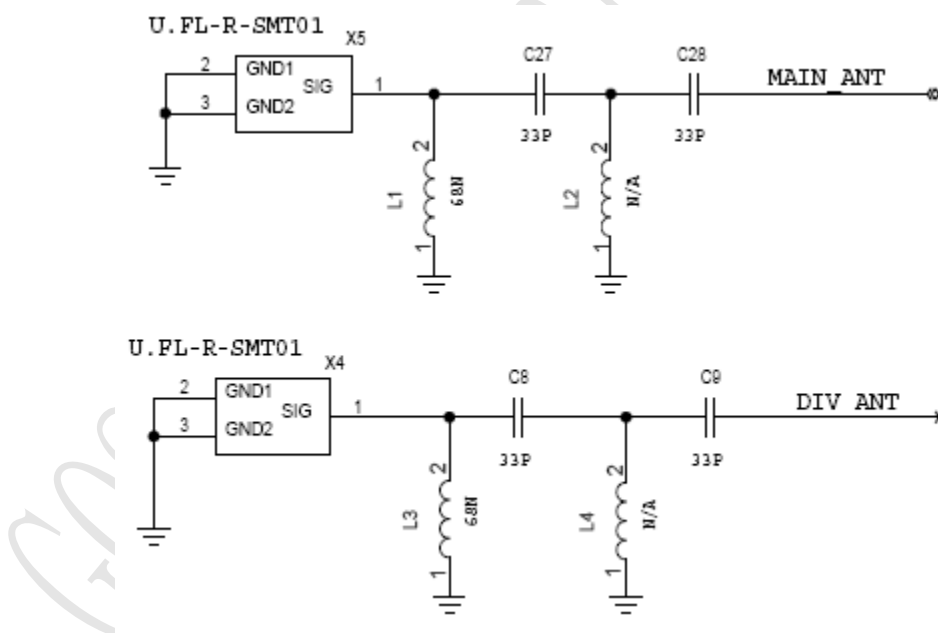 U.FL-R-SMT01
X5
2 GND1
SIG 1
3 GND2
C27
33P
C28
33P
MAIN_ANT
2
L1 68N
1
2
L2 N/A
1
U.FL-R-SMT01
X4
2 GND1
SIG 1
3 GND2
C8
33P
C9
33P
DIV ANT
2
L3 68N
1
2
L4 N/A
1